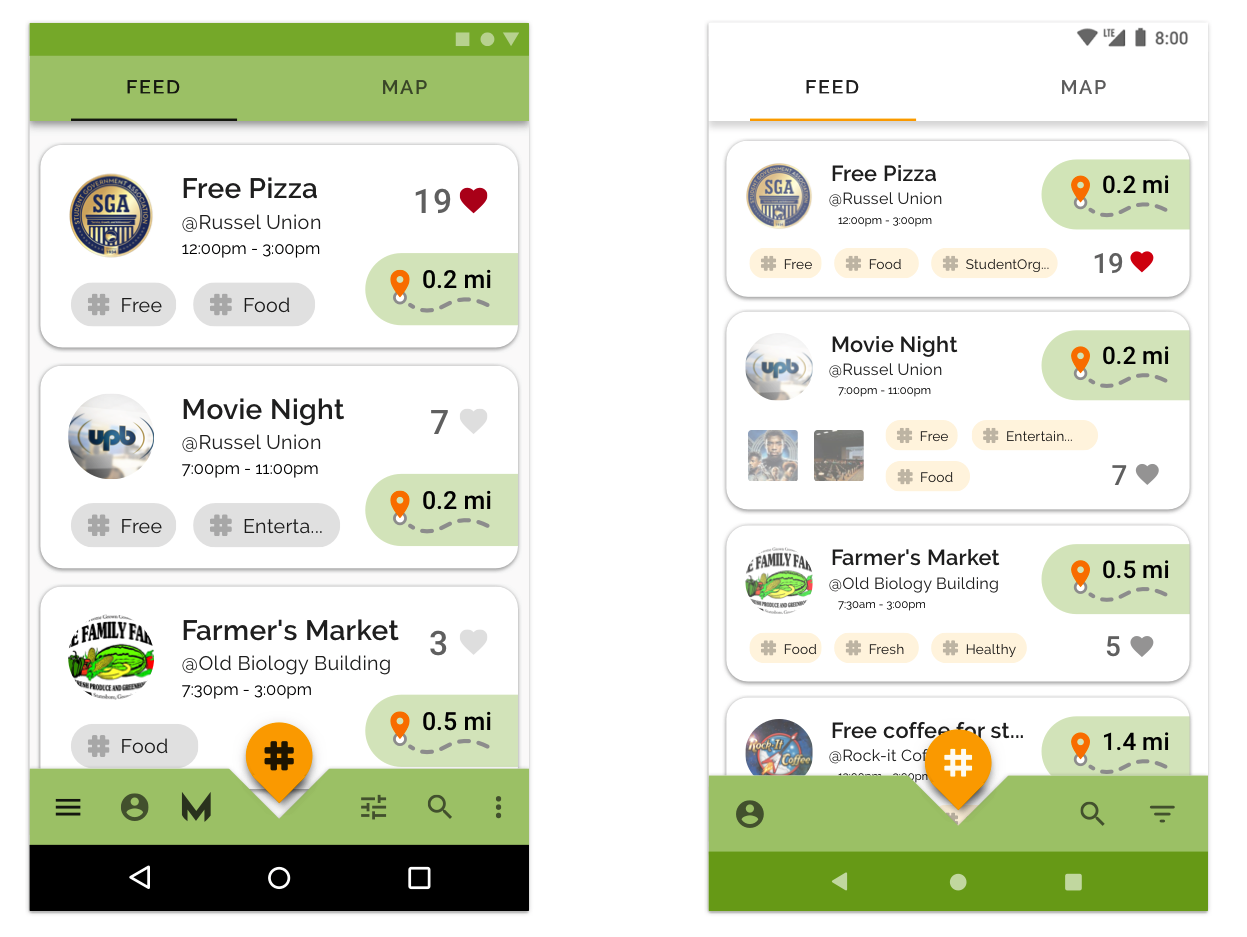 FEED MAP
STUDENT GOVERNMENT ASSOCIATION
SGA
Free Pizza
@Russel Union
12:00pm - 3:00pm
19
0.2 mi
# Free # Food
upb
Movie Night
@Russel Union
7:00pm - 11:00pm
7
0.2 mi
# Free # Enterta...
E FAMILY FAR
Farmer's Market
@Old Biology Building
7:30pm - 3:00pm
3
0.5 mi
# Food
#
LTE 8:00
FEED MAP
SGA
Free Pizza
@Russel Union
12:00pm - 3:00pm
0.2 mi
# Free # Food # StudentOrg...
19
upb
Movie Night
@Russel Union
7:00pm - 11:00pm
0.2 mi
# Free # Entertain...
# Food
7
FAMILY FAR
Farmer's Market
@Old Biology Building
7:30am - 3:00pm
0.5 mi
# Food # Fresh # Healthy
5
Rock-It
Coffee
Free coffee for st...
@Rock-it Cof
1.4 mi
#